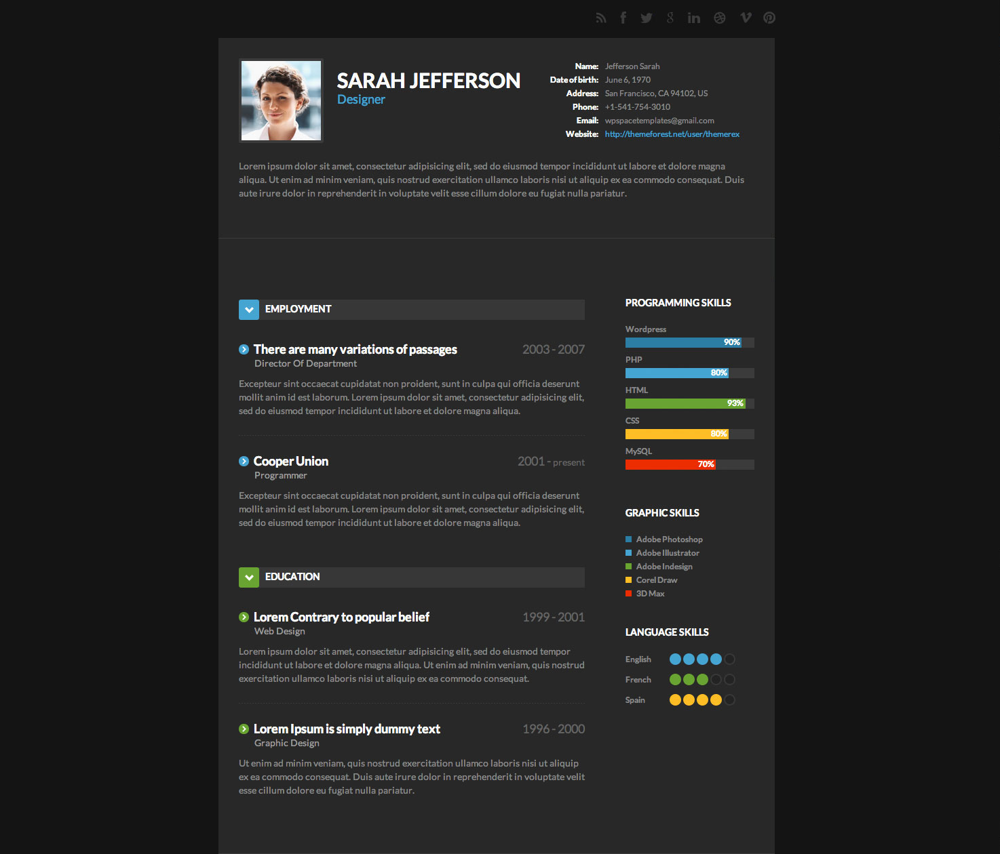 SARAH JEFFERSON
Designer
Name: Jefferson Sarah
Date of birth: June 6, 1970
Address: San Francisco, CA 94102, US
Phone: +1-541-754-3010
Email: wpspacetemplates@gmail.com
Website: http://themeforest.net/user/themerex
Lorem ipsum dolor sit amet, consectetur adipisicing elit, sed do eiusmod tempor incididunt ut labore et dolore magna
aliqua. Ut enim ad minim veniam, quis nostrud exercitation ullamco laboris nisi ut aliquip ex ea commodo consequat. Duis
aute irure dolor in reprehenderit in voluptate velit esse cillum dolore eu fugiat nulla pariatur.
EMPLOYMENT
There are many variations of passages 2003 - 2007
Director Of Department
Excepteur sint occaecat cupidatat non proident, sunt in culpa qui officia deserunt
mollit anim id est laborum. Lorem ipsum dolor sit amet, consectetur adipisicing elit,
sed do eiusmod tempor incididunt ut labore et dolore magna aliqua.
Cooper Union 2001 - present
Programmer
Excepteur sint occaecat cupidatat non proident, sunt in culpa qui officia deserunt
mollit anim id est laborum. Lorem ipsum dolor sit amet, consectetur adipisicing elit,
sed do eiusmod tempor incididunt ut labore et dolore magna aliqua.
EDUCATION
Lorem Contrary to popular belief 1999 - 2001
Web Design
Lorem ipsum dolor sit amet, consectetur adipisicing elit, sed do eiusmod tempor
incididunt ut labore et dolore magna aliqua. Ut enim ad minim veniam, quis nostrud
exercitation ullamco laboris nisi ut aliquip ex ea commodo consequat.
Lorem Ipsum is simply dummy text 1996 - 2000
Graphic Design
Ut enim ad minim veniam, quis nostrud exercitation ullamco laboris nisi ut aliquip
ex ea commodo consequat. Duis aute irure dolor in reprehenderit in voluptate velit
esse cillum dolore eu fugiat nulla pariatur.
PROGRAMMING SKILLS
Wordpress
90%
PHP
80%
HTML
93%
CSS
80%
MySQL
70%
GRAPHIC SKILLS
Adobe Photoshop
Adobe Illustrator
Adobe Indesign
Corel Draw
3D Max
LANGUAGE SKILLS
English
French
Spain